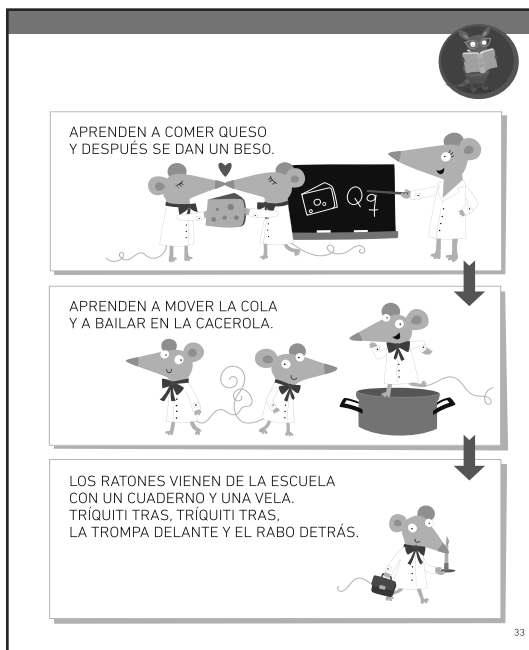 APRENDEN A COMER QUESO
Y DESPUÉS SE DAN UN BESO.
Qq
APRENDEN A MOVER LA COLA
Y A BAILAR EN LA CACEROLA.
LOS RATONES VIENEN DE LA ESCUELA
CON UN CUADERNO Y UNA VELA.
TRÍQUITI TRAS, TRÍQUITI TRAS,
LA TROMPA DELANTE Y EL RABO DETRÁS.
33